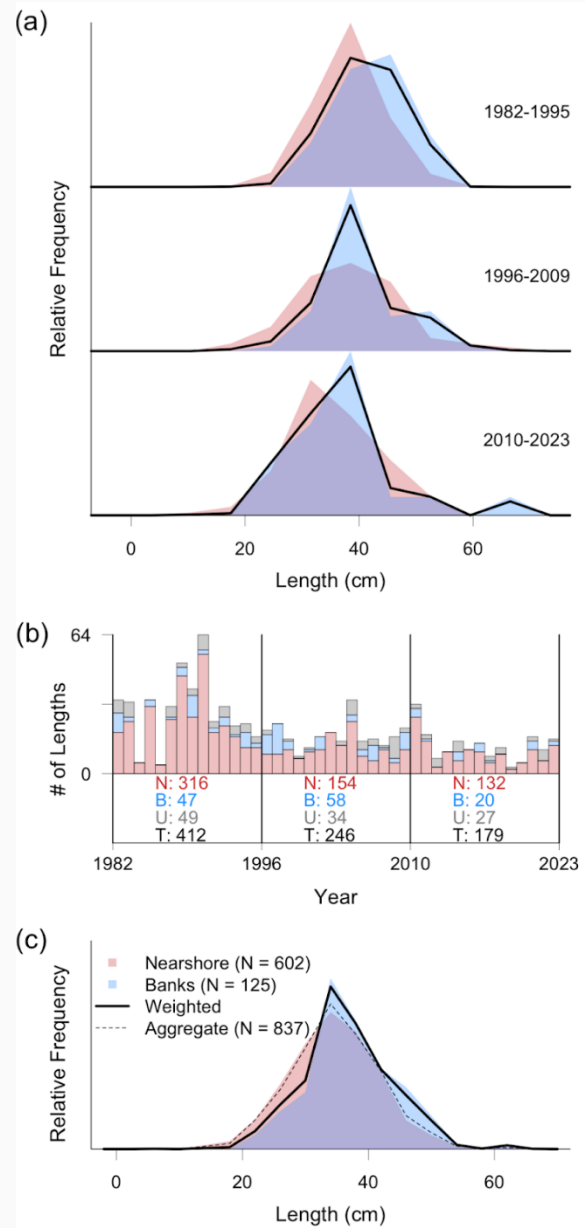 (a)
Relative Frequency
1982-1995
1996-2009
2010-2023
0 20 40 60
Length (cm)
(b)
# of Lengths
64
0
N: 316 N: 154 N: 132
B: 47 B: 58 B: 20
U: 49 U: 34 U: 27
T: 412 T: 246 T: 179
1982 1996 2010 2023
Year
(c)
Relative Frequency
Nearshore (N = 602)
Banks (N = 125)
Weighted
Aggregate (N = 837)
0 20 40 60
Length (cm)